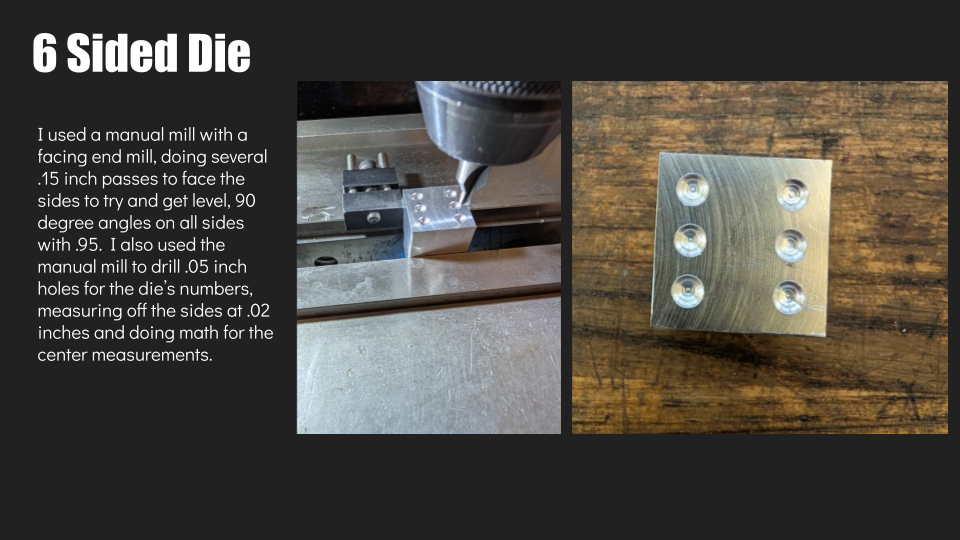 6 Sided Die
I used a manual mill with a
facing end mill, doing several
.15 inch passes to face the
sides to try and get level, 90
degree angles on all sides
with .95.  I also used the
manual mill to drill .05 inch
holes for the die's numbers,
measuring off the sides at .02
inches and doing math for the
center measurements.